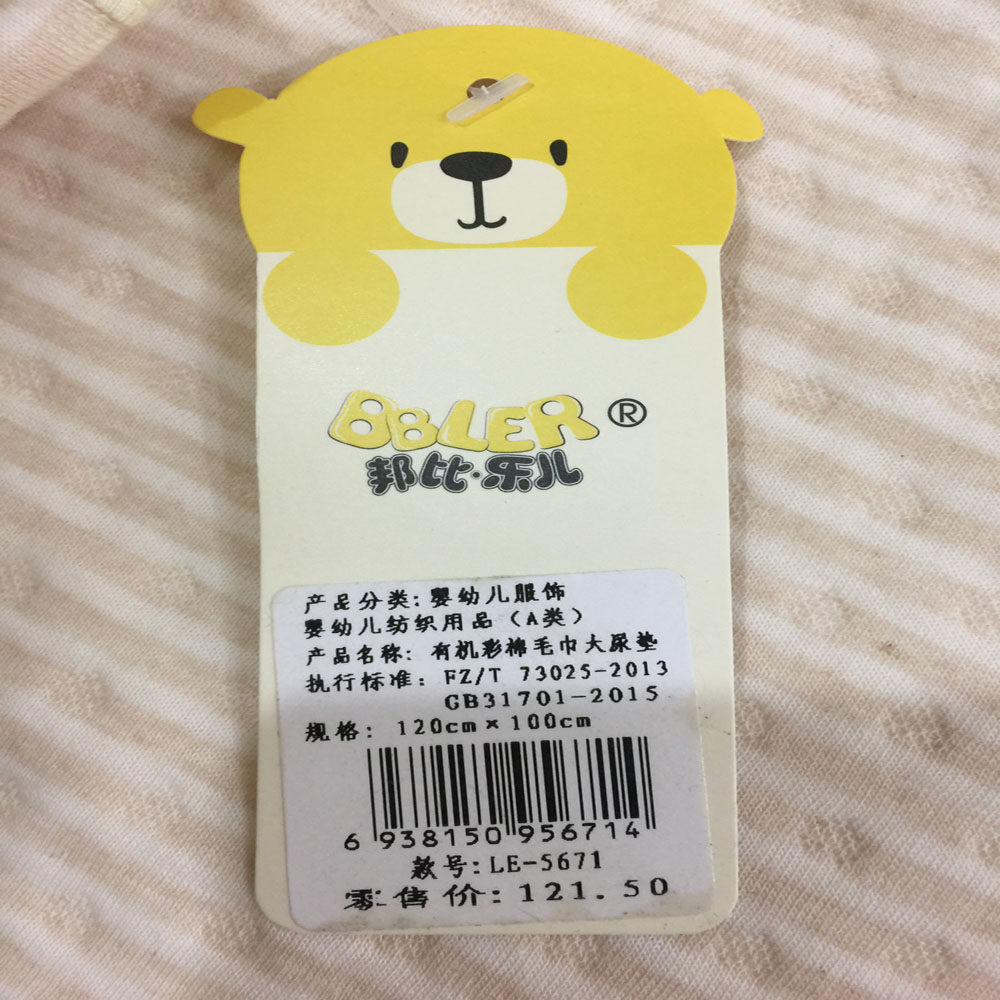 BBLER®
邦比·乐儿
产品分类: 婴幼儿服饰
婴幼儿纺织用品（A类）
产品名称: 有机彩棉毛巾大尿垫
执行标准: FZ/T 73025-2013
GB31701-2015
规格: 120cm×100cm
6 938150 956714
款号:LE-5671
零售价:121.50